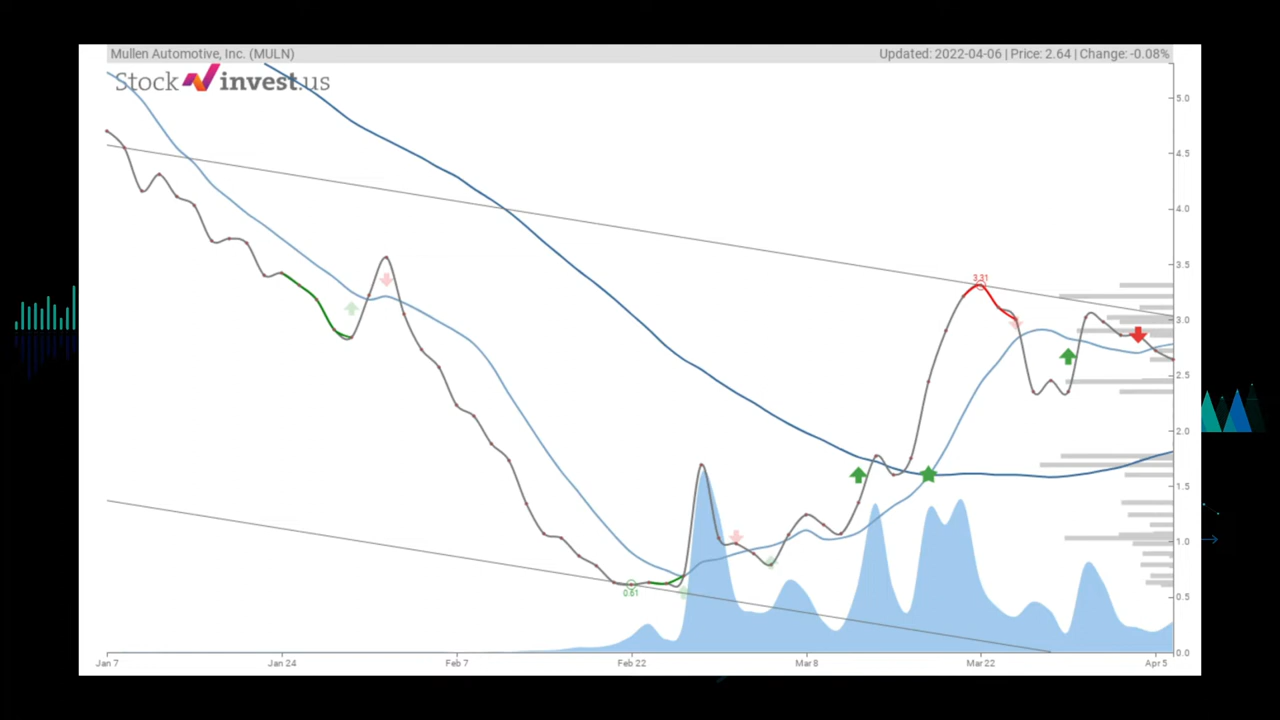 Mullen Automotive, Inc. (MULN)
Updated: 2022-04-06 | Price: 2.64 | Change: -0.08%
Stock invest.us
5.0
4.5
4.0
3.5
3.31
3.0
2.5
2.0
1.5
1.0
0.61
0.5
0.0
Jan 7
Jan 24
Feb 7
Feb 22
Mar 8
Mar 22
Apr 5